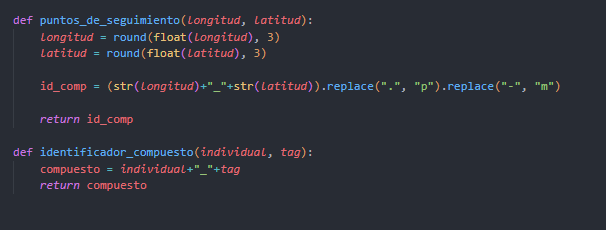 def puntos_de_seguimiento(longitud, latitud):
    longitud = round(float(longitud), 3)
    latitud = round(float(latitud), 3)
    id_comp = (str(longitud)+"_"+str(latitud)).replace(".", "p").replace("-", "m")
    return id_comp
def identificador_compuesto(individual, tag):
    compuesto = individual+"_"+tag
    return compuesto